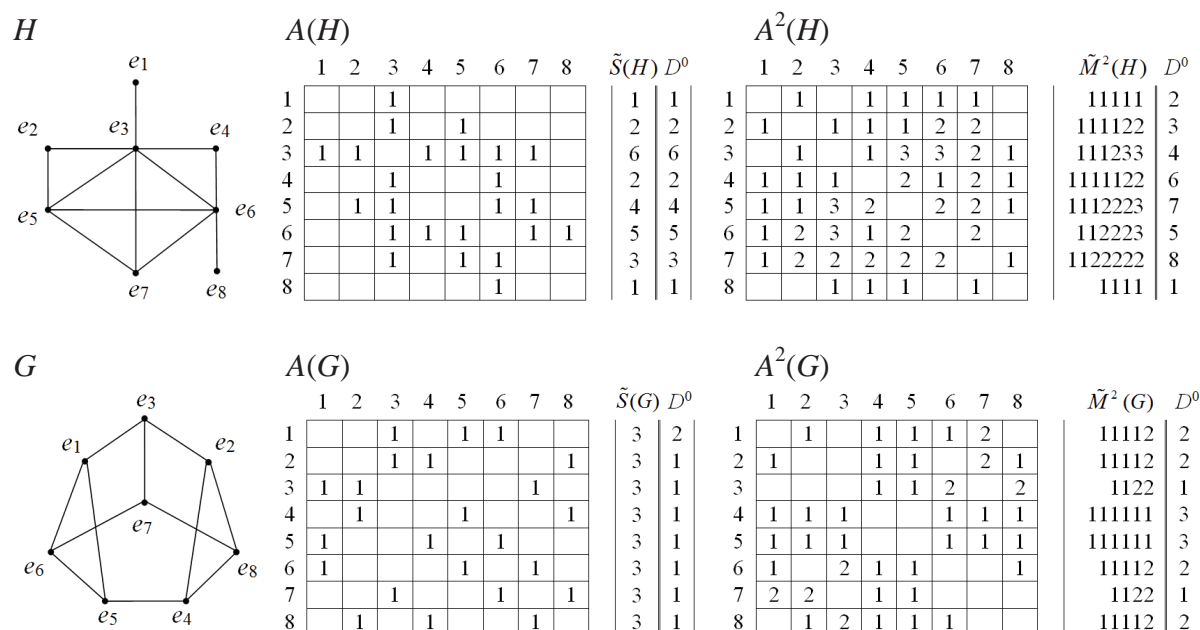 H A(H) A²(H)
1 2 3 4 5 6 7 8 S̃(H) D⁰ 1 2 3 4 5 6 7 8 M̃²(H) D⁰
1 1 1 1 1 1 1 1 1 1 11111 2
2 1 1 2 2 2 1 1 1 1 2 2 111122 3
3 1 1 1 1 1 1 6 6 3 1 1 3 3 2 1 111233 4
4 1 1 2 2 4 1 1 1 2 1 2 1 1111122 6
5 1 1 1 1 4 4 5 1 1 3 2 2 2 1 1112223 7
6 1 1 1 1 1 5 5 6 1 2 3 1 2 2 112223 5
7 1 1 1 3 3 7 1 2 2 2 2 2 1 1122222 8
8 1 1 1 8 1 1 1 1 1111 1
e₁
e₂ e₃ e₄
e₅ e₆
e₇ e₈
G A(G) A²(G)
1 2 3 4 5 6 7 8 S̃(G) D⁰ 1 2 3 4 5 6 7 8 M̃²(G) D⁰
1 1 1 1 3 2 1 1 1 1 1 2 11112 2
2 1 1 1 3 1 2 1 1 1 2 1 11112 2
3 1 1 1 3 1 3 1 1 2 2 1122 1
4 1 1 1 3 1 4 1 1 1 1 1 1 111111 3
5 1 1 1 3 1 5 1 1 1 1 1 1 111111 3
6 1 1 1 3 1 6 1 2 1 1 1 11112 2
7 1 1 1 3 1 7 2 2 1 1 1122 1
8 1 1 1 3 1 8 1 2 1 1 1 11112 2
e₃
e₁ e₂
e₇
e₆ e₈
e₅ e₄